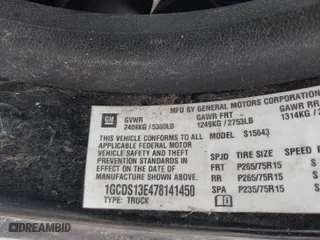 MFD BY GENERAL MOTORS CORPORATION
GM GVWR GAWR FRT GAWR RR
2404KG / 5300LB 1249KG / 2753LB 1314KG /
THIS VEHICLE CONFORMS TO ALL MODEL S15643
APPLICABLE FEDERAL MOTOR
VEHICLE SAFETY AND THEFT SPJD TIRE SIZE SPEED
PREVENTION STANDARDS IN EFFECT FRT P265/75R15
ON THE DATE OF MANUFACTURE SHOWN ABOVE. RR P265/75R15
1GCDS13E478141450 SPA P235/75R15
TYPE: TRUCK